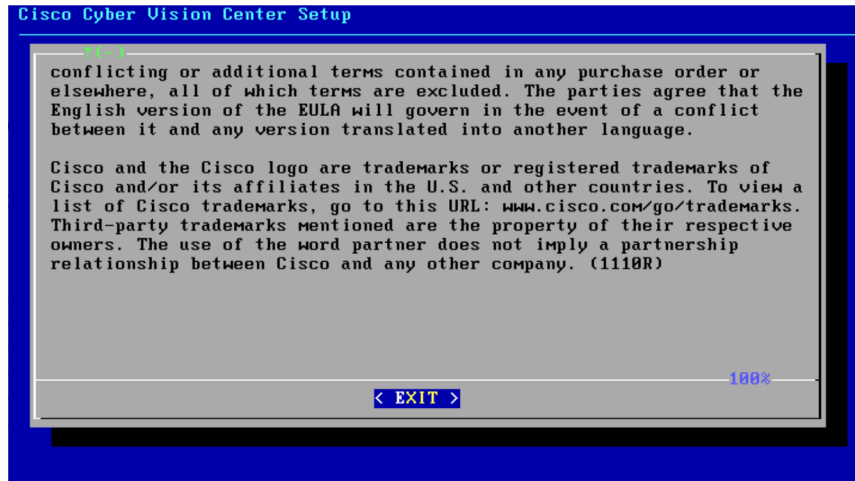 Cisco Cyber Vision Center Setup
^(-)
conflicting or additional terms contained in any purchase order or
elsewhere, all of which terms are excluded. The parties agree that the
English version of the EULA will govern in the event of a conflict
between it and any version translated into another language.
Cisco and the Cisco logo are trademarks or registered trademarks of
Cisco and/or its affiliates in the U.S. and other countries. To view a
list of Cisco trademarks, go to this URL: www.cisco.com/go/trademarks.
Third-party trademarks mentioned are the property of their respective
owners. The use of the word partner does not imply a partnership
relationship between Cisco and any other company. (1110R)
100%
< EXIT >